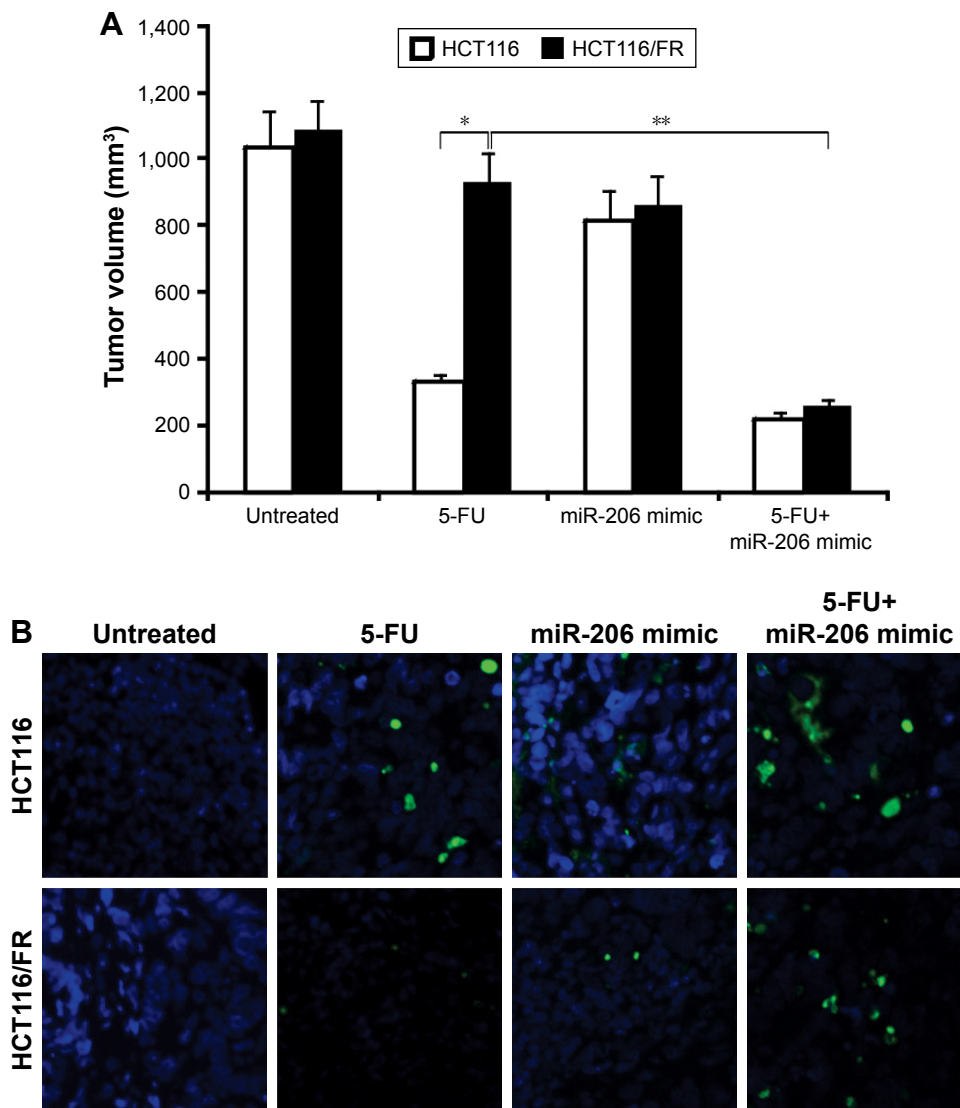 A
HCT116 HCT116/FR
Tumor volume (mm³)
1,400
1,200
1,000
800
600
400
200
0
* **
Untreated 5-FU miR-206 mimic 5-FU+
miR-206 mimic
B
Untreated 5-FU miR-206 mimic 5-FU+
miR-206 mimic
HCT116
HCT116/FR